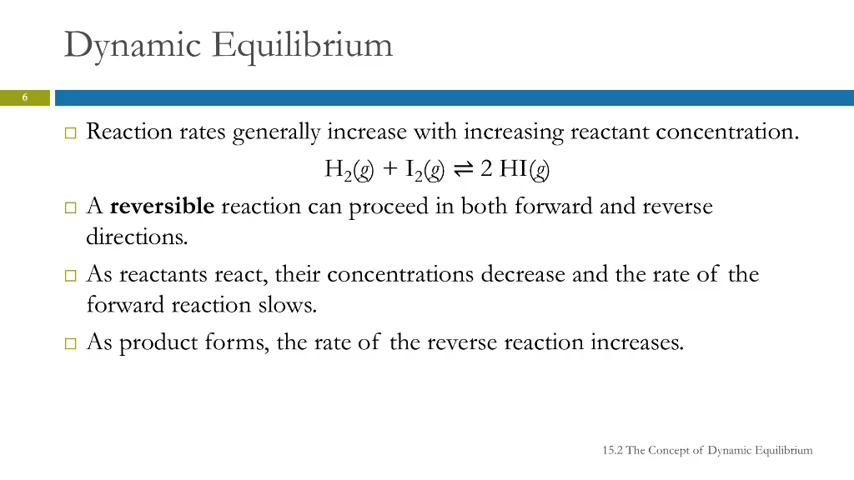 Dynamic Equilibrium
6
Reaction rates generally increase with increasing reactant concentration.
H₂(g) + I₂(g) ⇌ 2 HI(g)
A reversible reaction can proceed in both forward and reverse
directions.
As reactants react, their concentrations decrease and the rate of the
forward reaction slows.
As product forms, the rate of the reverse reaction increases.
15.2 The Concept of Dynamic Equilibrium